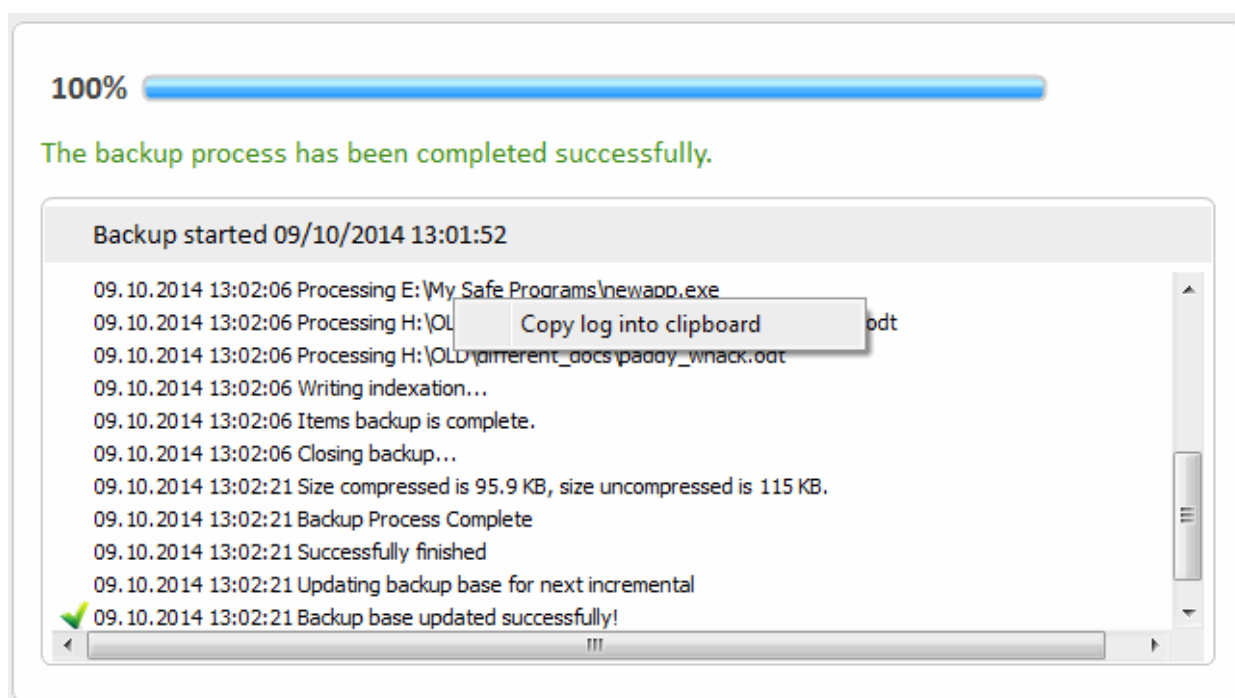 100%
The backup process has been completed successfully.
Backup started 09/10/2014 13:01:52
09.10.2014 13:02:06 Processing E:\My Safe Programs\newapp.exe
09.10.2014 13:02:06 Processing H:\OL odt
Copy log into clipboard
09.10.2014 13:02:06 Processing H:\OLD\different_docs\paddy_whack.odt
09.10.2014 13:02:06 Writing indexation...
09.10.2014 13:02:06 Items backup is complete.
09.10.2014 13:02:06 Closing backup...
09.10.2014 13:02:21 Size compressed is 95.9 KB, size uncompressed is 115 KB.
09.10.2014 13:02:21 Backup Process Complete
09.10.2014 13:02:21 Successfully finished
09.10.2014 13:02:21 Updating backup base for next incremental
09.10.2014 13:02:21 Backup base updated successfully!